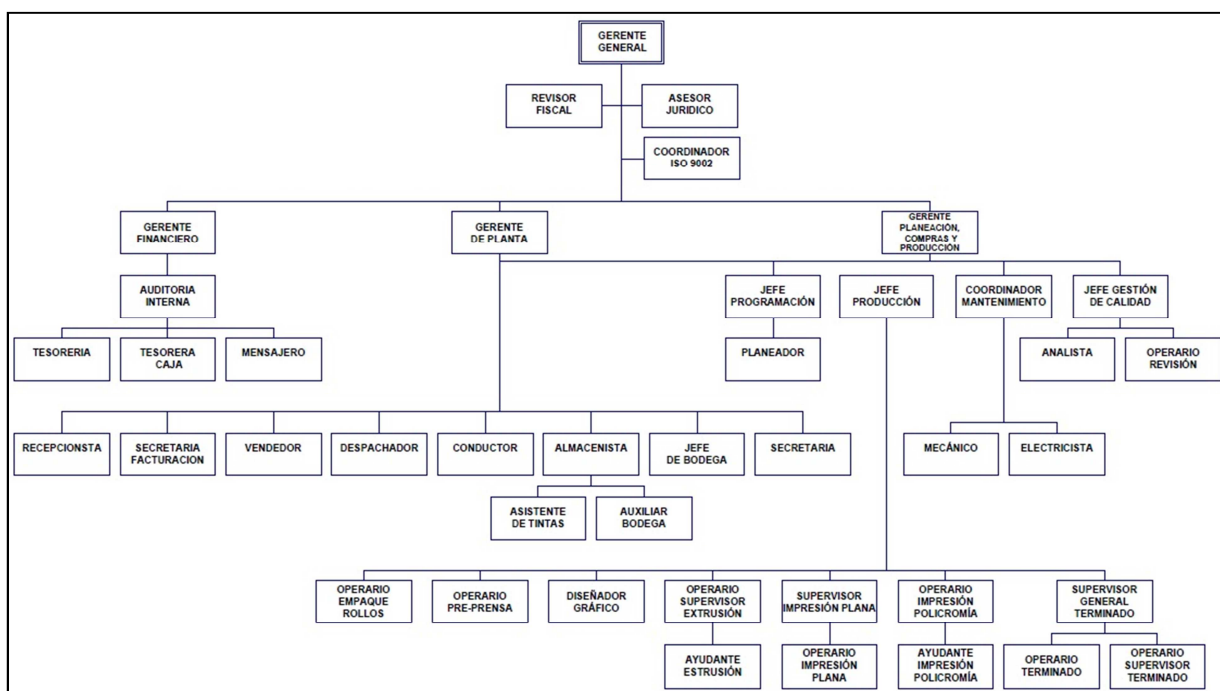 GERENTE
GENERAL
REVISOR
FISCAL
ASESOR
JURIDICO
COORDINADOR
ISO 9002
GERENTE
FINANCIERO
GERENTE
DE PLANTA
GERENTE
PLANEACIÓN,
COMPRAS Y
PRODUCCIÓN
AUDITORIA
INTERNA
JEFE
PROGRAMACIÓN
JEFE
PRODUCCIÓN
COORDINADOR
MANTENIMIENTO
JEFE GESTIÓN
DE CALIDAD
TESORERIA
TESORERA
CAJA
MENSAJERO
PLANEADOR
ANALISTA
OPERARIO
REVISIÓN
RECEPCIONSTA
SECRETARIA
FACTURACION
VENDEDOR
DESPACHADOR
CONDUCTOR
ALMACENISTA
JEFE
DE BODEGA
SECRETARIA
MECÁNICO
ELECTRICISTA
ASISTENTE
DE TINTAS
AUXILIAR
BODEGA
OPERARIO
EMPAQUE
ROLLOS
OPERARIO
PRE-PRENSA
DISEÑADOR
GRÁFICO
OPERARIO
SUPERVISOR
EXTRUSIÓN
SUPERVISOR
IMPRESIÓN PLANA
OPERARIO
IMPRESIÓN
POLICROMÍA
SUPERVISOR
GENERAL
TERMINADO
AYUDANTE
ESTRUSIÓN
OPERARIO
IMPRESIÓN
PLANA
AYUDANTE
IMPRESIÓN
POLICROMÍA
OPERARIO
TERMINADO
OPERARIO
SUPERVISOR
TERMINADO